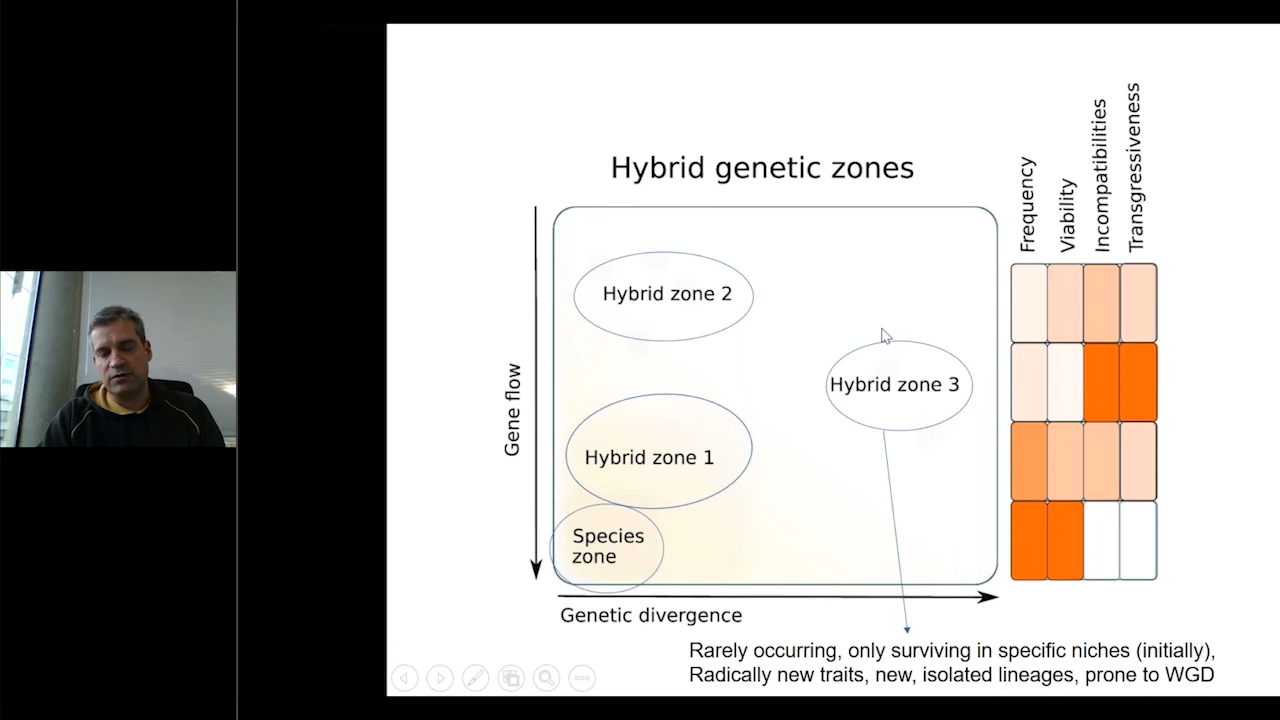 Hybrid genetic zones
Frequency
Viability
Incompatibilities
Transgressiveness
Hybrid zone 2
Hybrid zone 3
Gene flow
Hybrid zone 1
Species
zone
Genetic divergence
Rarely occurring, only surviving in specific niches (initially),
Radically new traits, new, isolated lineages, prone to WGD